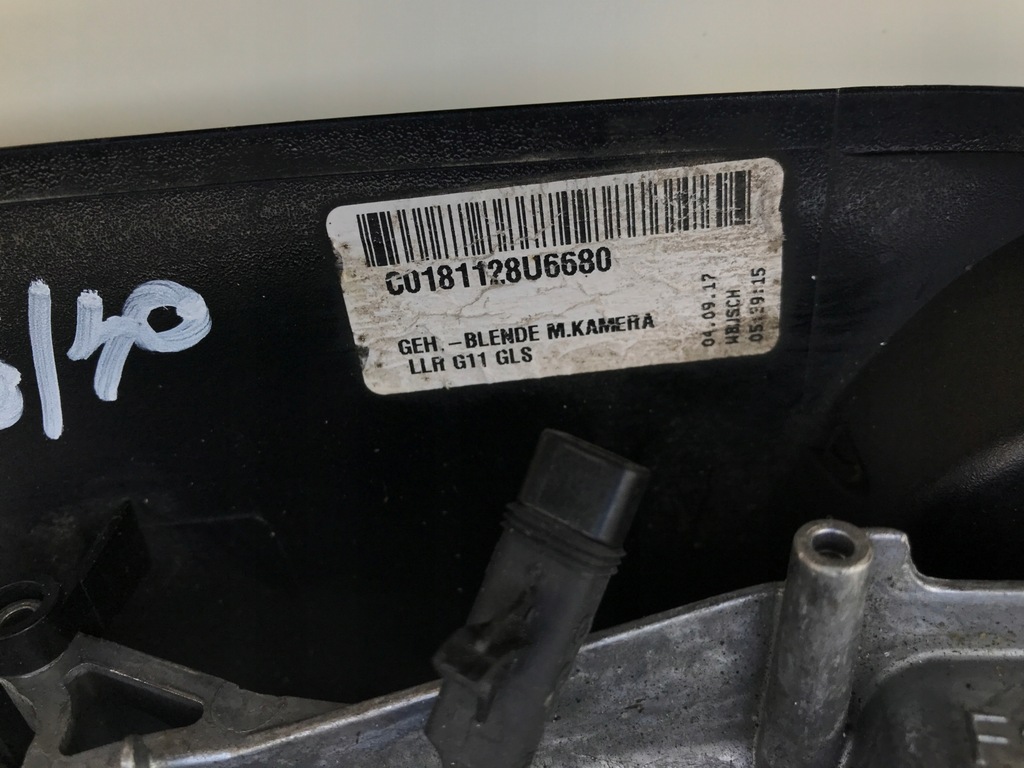 C0181128U6680
GEH.-BLENDE M.KAMERA
LLR G11 GLS
04.09.17
WBJSCH
05:39:15